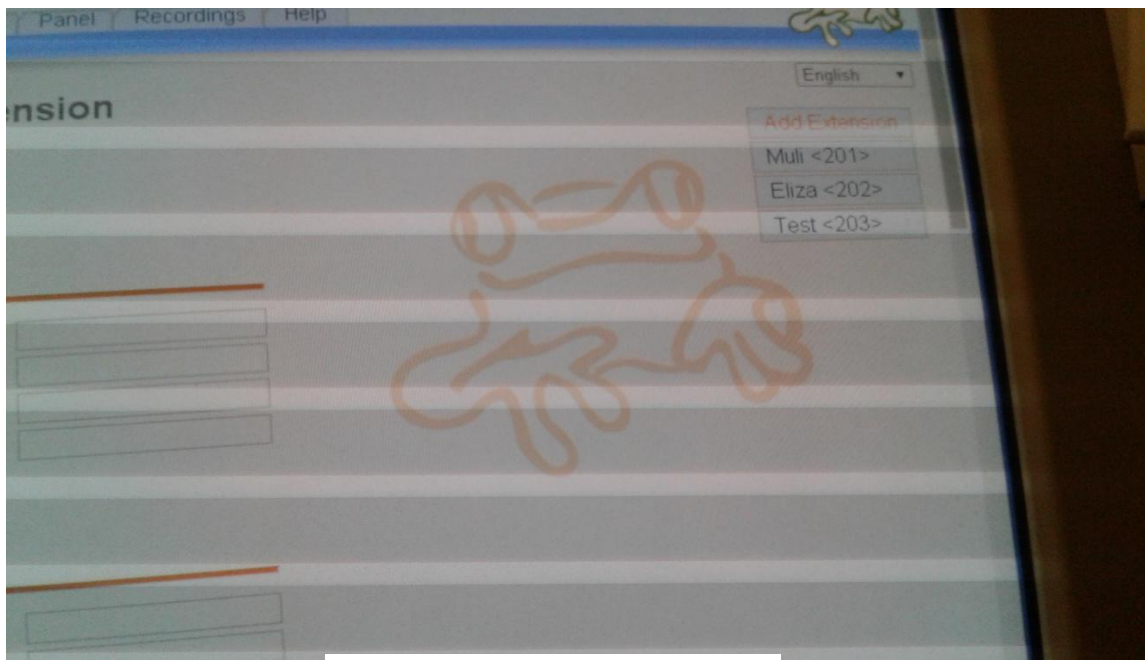 Panel Recordings Help
English
ension
Add Extension
Muli <201>
Eliza <202>
Test <203>